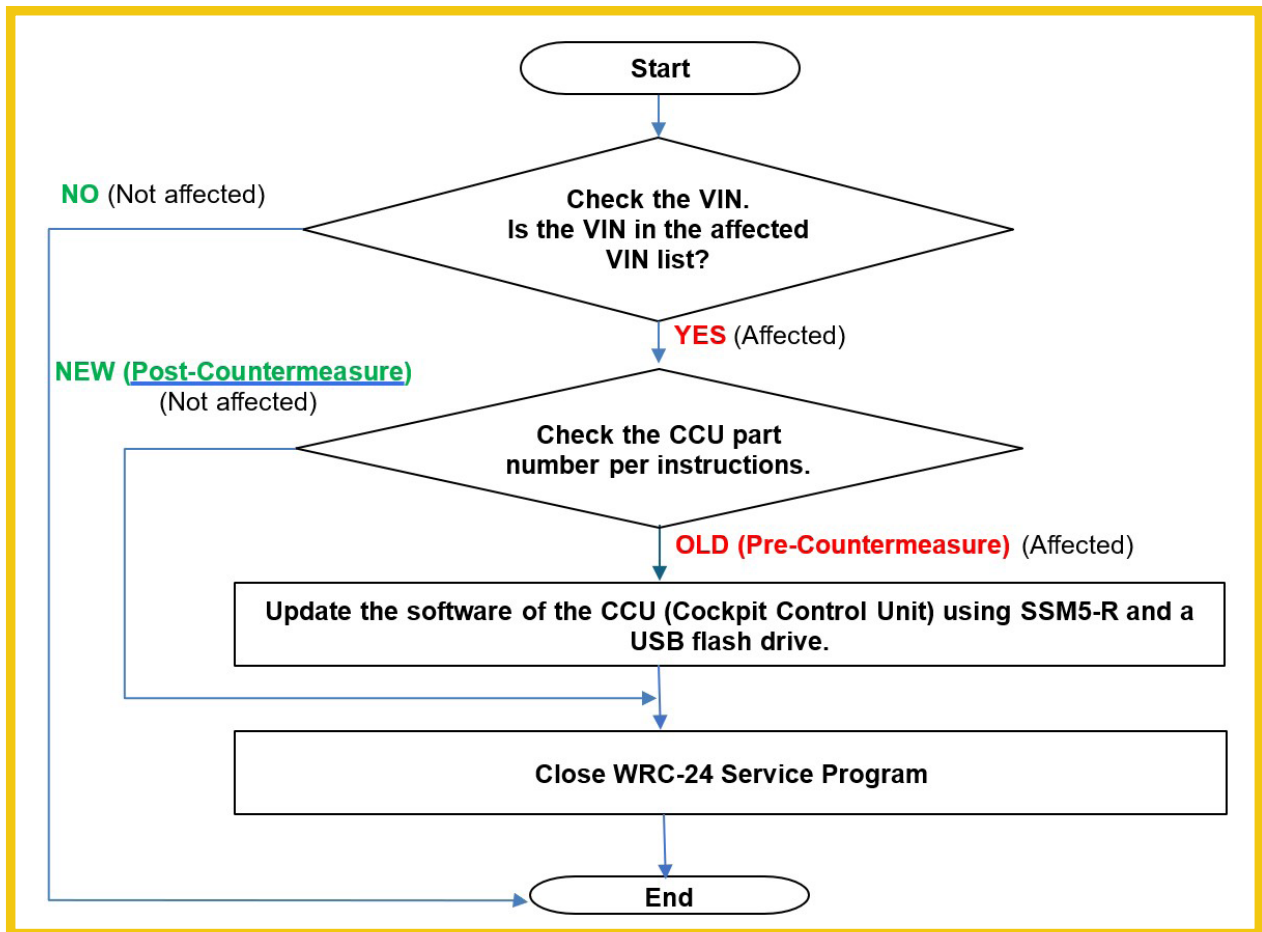 Start
Check the VIN.
Is the VIN in the affected
VIN list?
NO (Not affected)
YES (Affected)
NEW (Post-Countermeasure)
(Not affected)
Check the CCU part
number per instructions.
OLD (Pre-Countermeasure) (Affected)
Update the software of the CCU (Cockpit Control Unit) using SSM5-R and a
USB flash drive.
Close WRC-24 Service Program
End